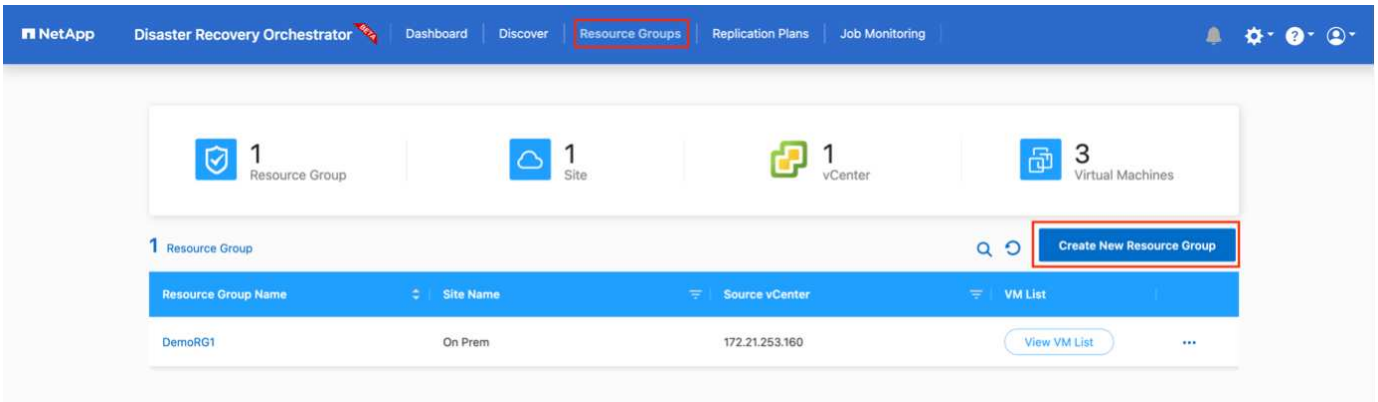 NetApp Disaster Recovery Orchestrator BETA Dashboard Discover Resource Groups Replication Plans Job Monitoring
1 1 1 3
Resource Group Site vCenter Virtual Machines
1 Resource Group Create New Resource Group
Resource Group Name Site Name Source vCenter VM List
DemoRG1 On Prem 172.21.253.160 View VM List